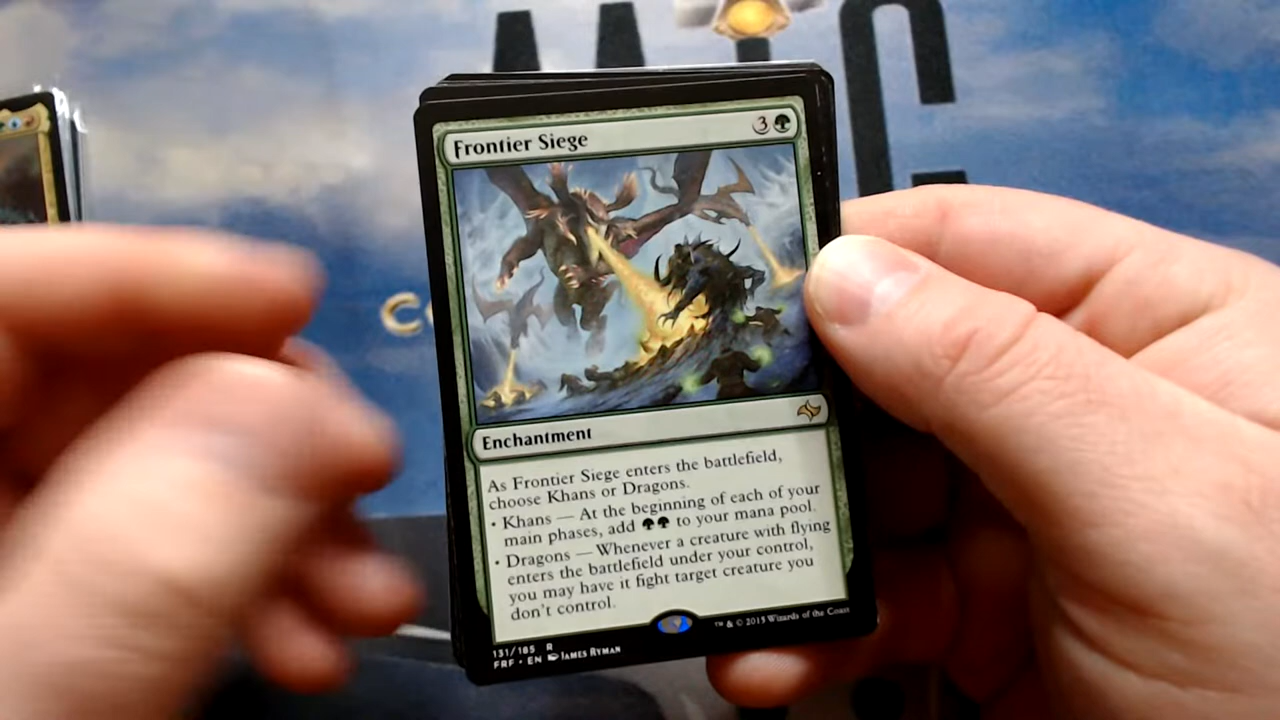 Frontier Siege 3
Enchantment
As Frontier Siege enters the battlefield,
choose Khans or Dragons.
• Khans — At the beginning of each of your
main phases, add to your mana pool.
• Dragons — Whenever a creature with flying
enters the battlefield under your control,
you may have it fight target creature you
don't control.
™ & © 2015 Wizards of the Coast
131/185 R
FRF • EN James Ryman